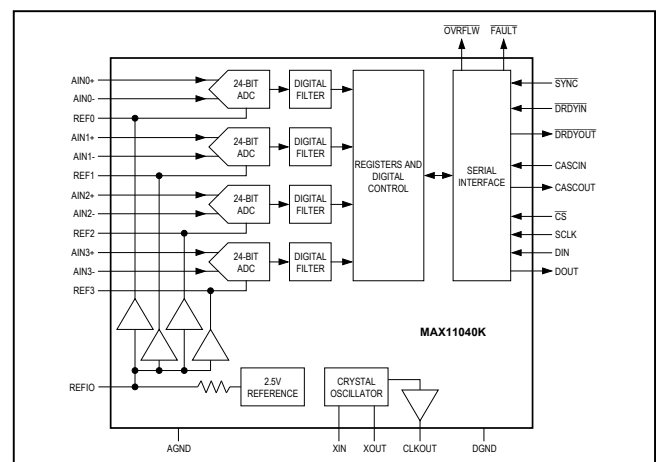 OVRFLW FAULT
AIN0+
AIN0-
REF0
AIN1+
AIN1-
REF1
AIN2+
AIN2-
REF2
AIN3+
AIN3-
REF3
REFIO
24-BIT
ADC
24-BIT
ADC
24-BIT
ADC
24-BIT
ADC
DIGITAL
FILTER
DIGITAL
FILTER
DIGITAL
FILTER
DIGITAL
FILTER
REGISTERS AND
DIGITAL
CONTROL
SERIAL
INTERFACE
SYNC
DRDYIN
DRDYOUT
CASCIN
CASCOUT
CS
SCLK
DIN
DOUT
MAX11040K
2.5V
REFERENCE
CRYSTAL
OSCILLATOR
AGND XIN XOUT CLKOUT DGND